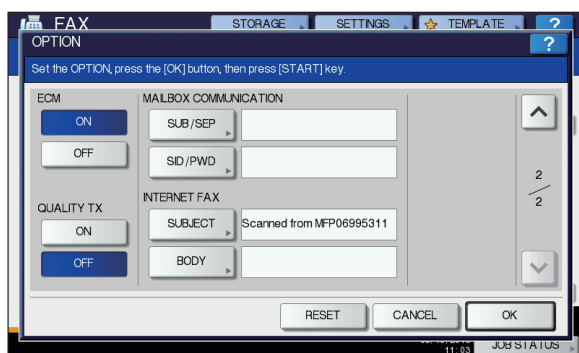 FAX
STORAGE
SETTINGS
TEMPLATE
?
OPTION
?
Set the OPTION, press the [OK] button, then press [START] key.
ECM
ON
OFF
QUALITY TX
ON
OFF
MAILBOX COMMUNICATION
SUB/SEP
SID/PWD
INTERNET FAX
SUBJECT
Scanned from MFP06995311
BODY
2
2
RESET
CANCEL
OK
11:03
JOB STATUS